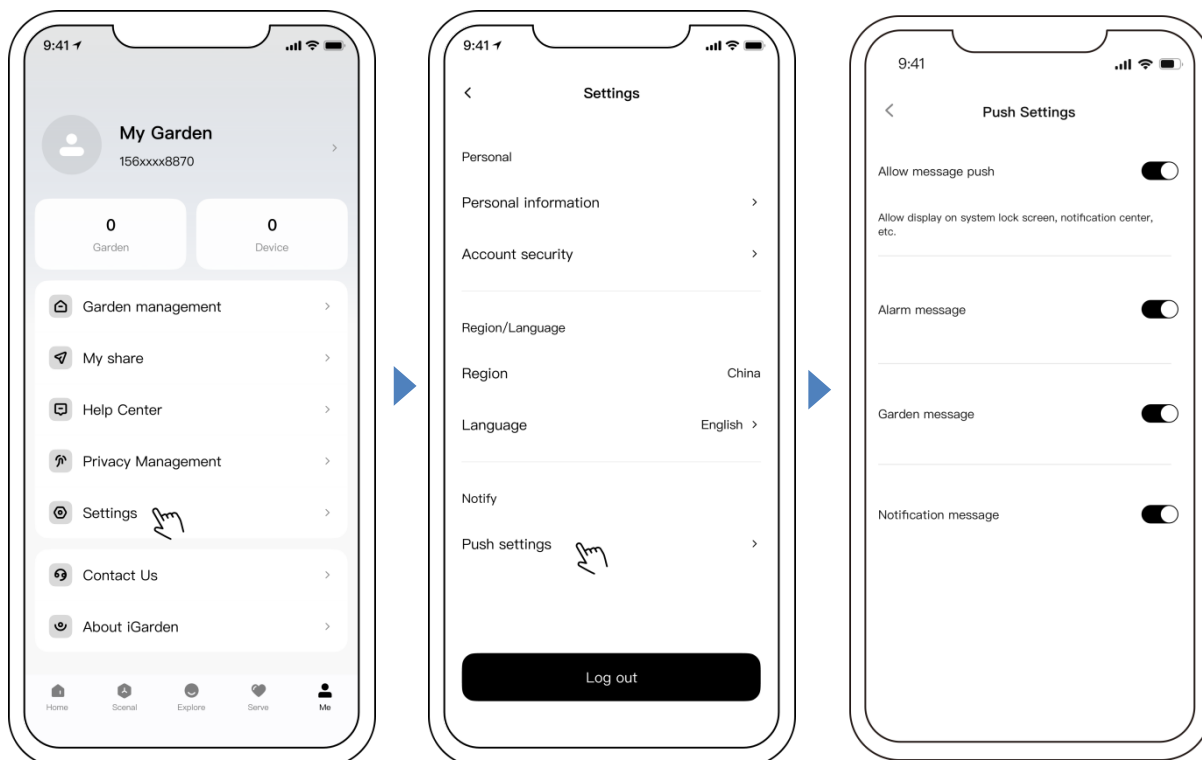 9:41
My Garden
156xxxx8870
0
Garden
0
Device
Garden management
My share
Help Center
Privacy Management
Settings
Contact Us
About iGarden
Home
Scenal
Explore
Serve
Me
9:41
Settings
Personal
Personal information
Account security
Region/Language
Region China
Language English
Notify
Push settings
Log out
9:41
Push Settings
Allow message push
Allow display on system lock screen, notification center,
etc.
Alarm message
Garden message
Notification message